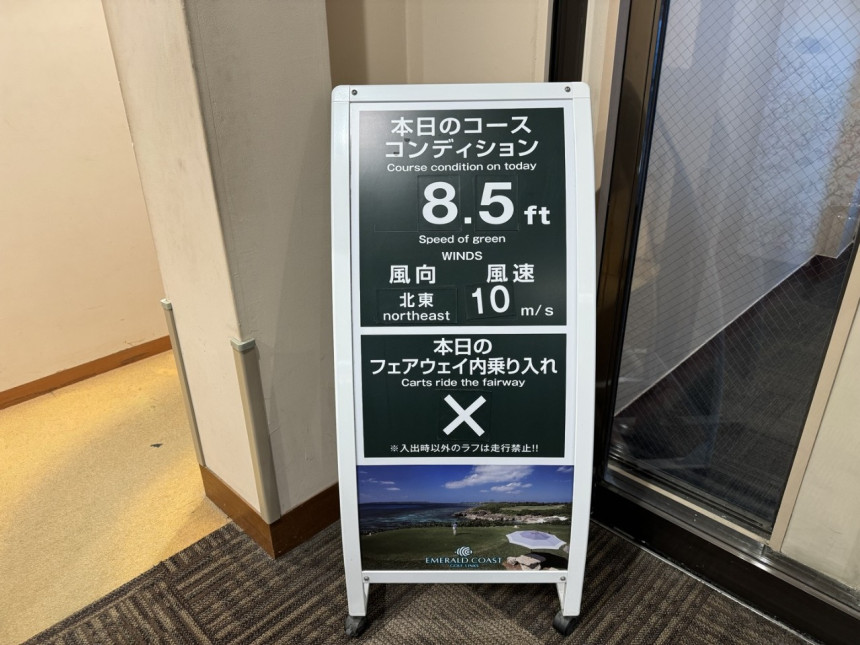 本日のコース
コンディション
Course condition on today
8.5 ft
Speed of green
WINDS
風向 風速
北東 10 m/s
northeast
本日の
フェアウェイ内乗り入れ
Carts ride the fairway
×
※入出時以外のラフは走行禁止!!
EMERALD COAST
GOLF LINKS